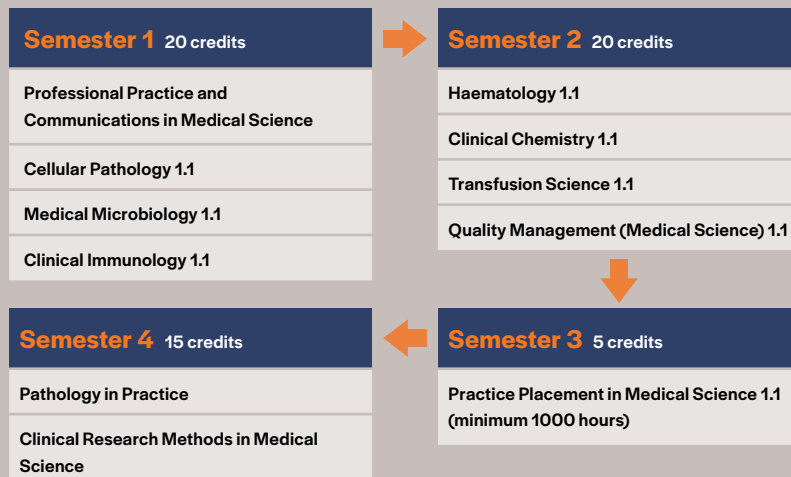 Semester 1 20 credits
Professional Practice and
Communications in Medical Science
Cellular Pathology 1.1
Medical Microbiology 1.1
Clinical Immunology 1.1
Semester 2 20 credits
Haematology 1.1
Clinical Chemistry 1.1
Transfusion Science 1.1
Quality Management (Medical Science) 1.1
Semester 3 5 credits
Practice Placement in Medical Science 1.1
(minimum 1000 hours)
Semester 4 15 credits
Pathology in Practice
Clinical Research Methods in Medical
Science